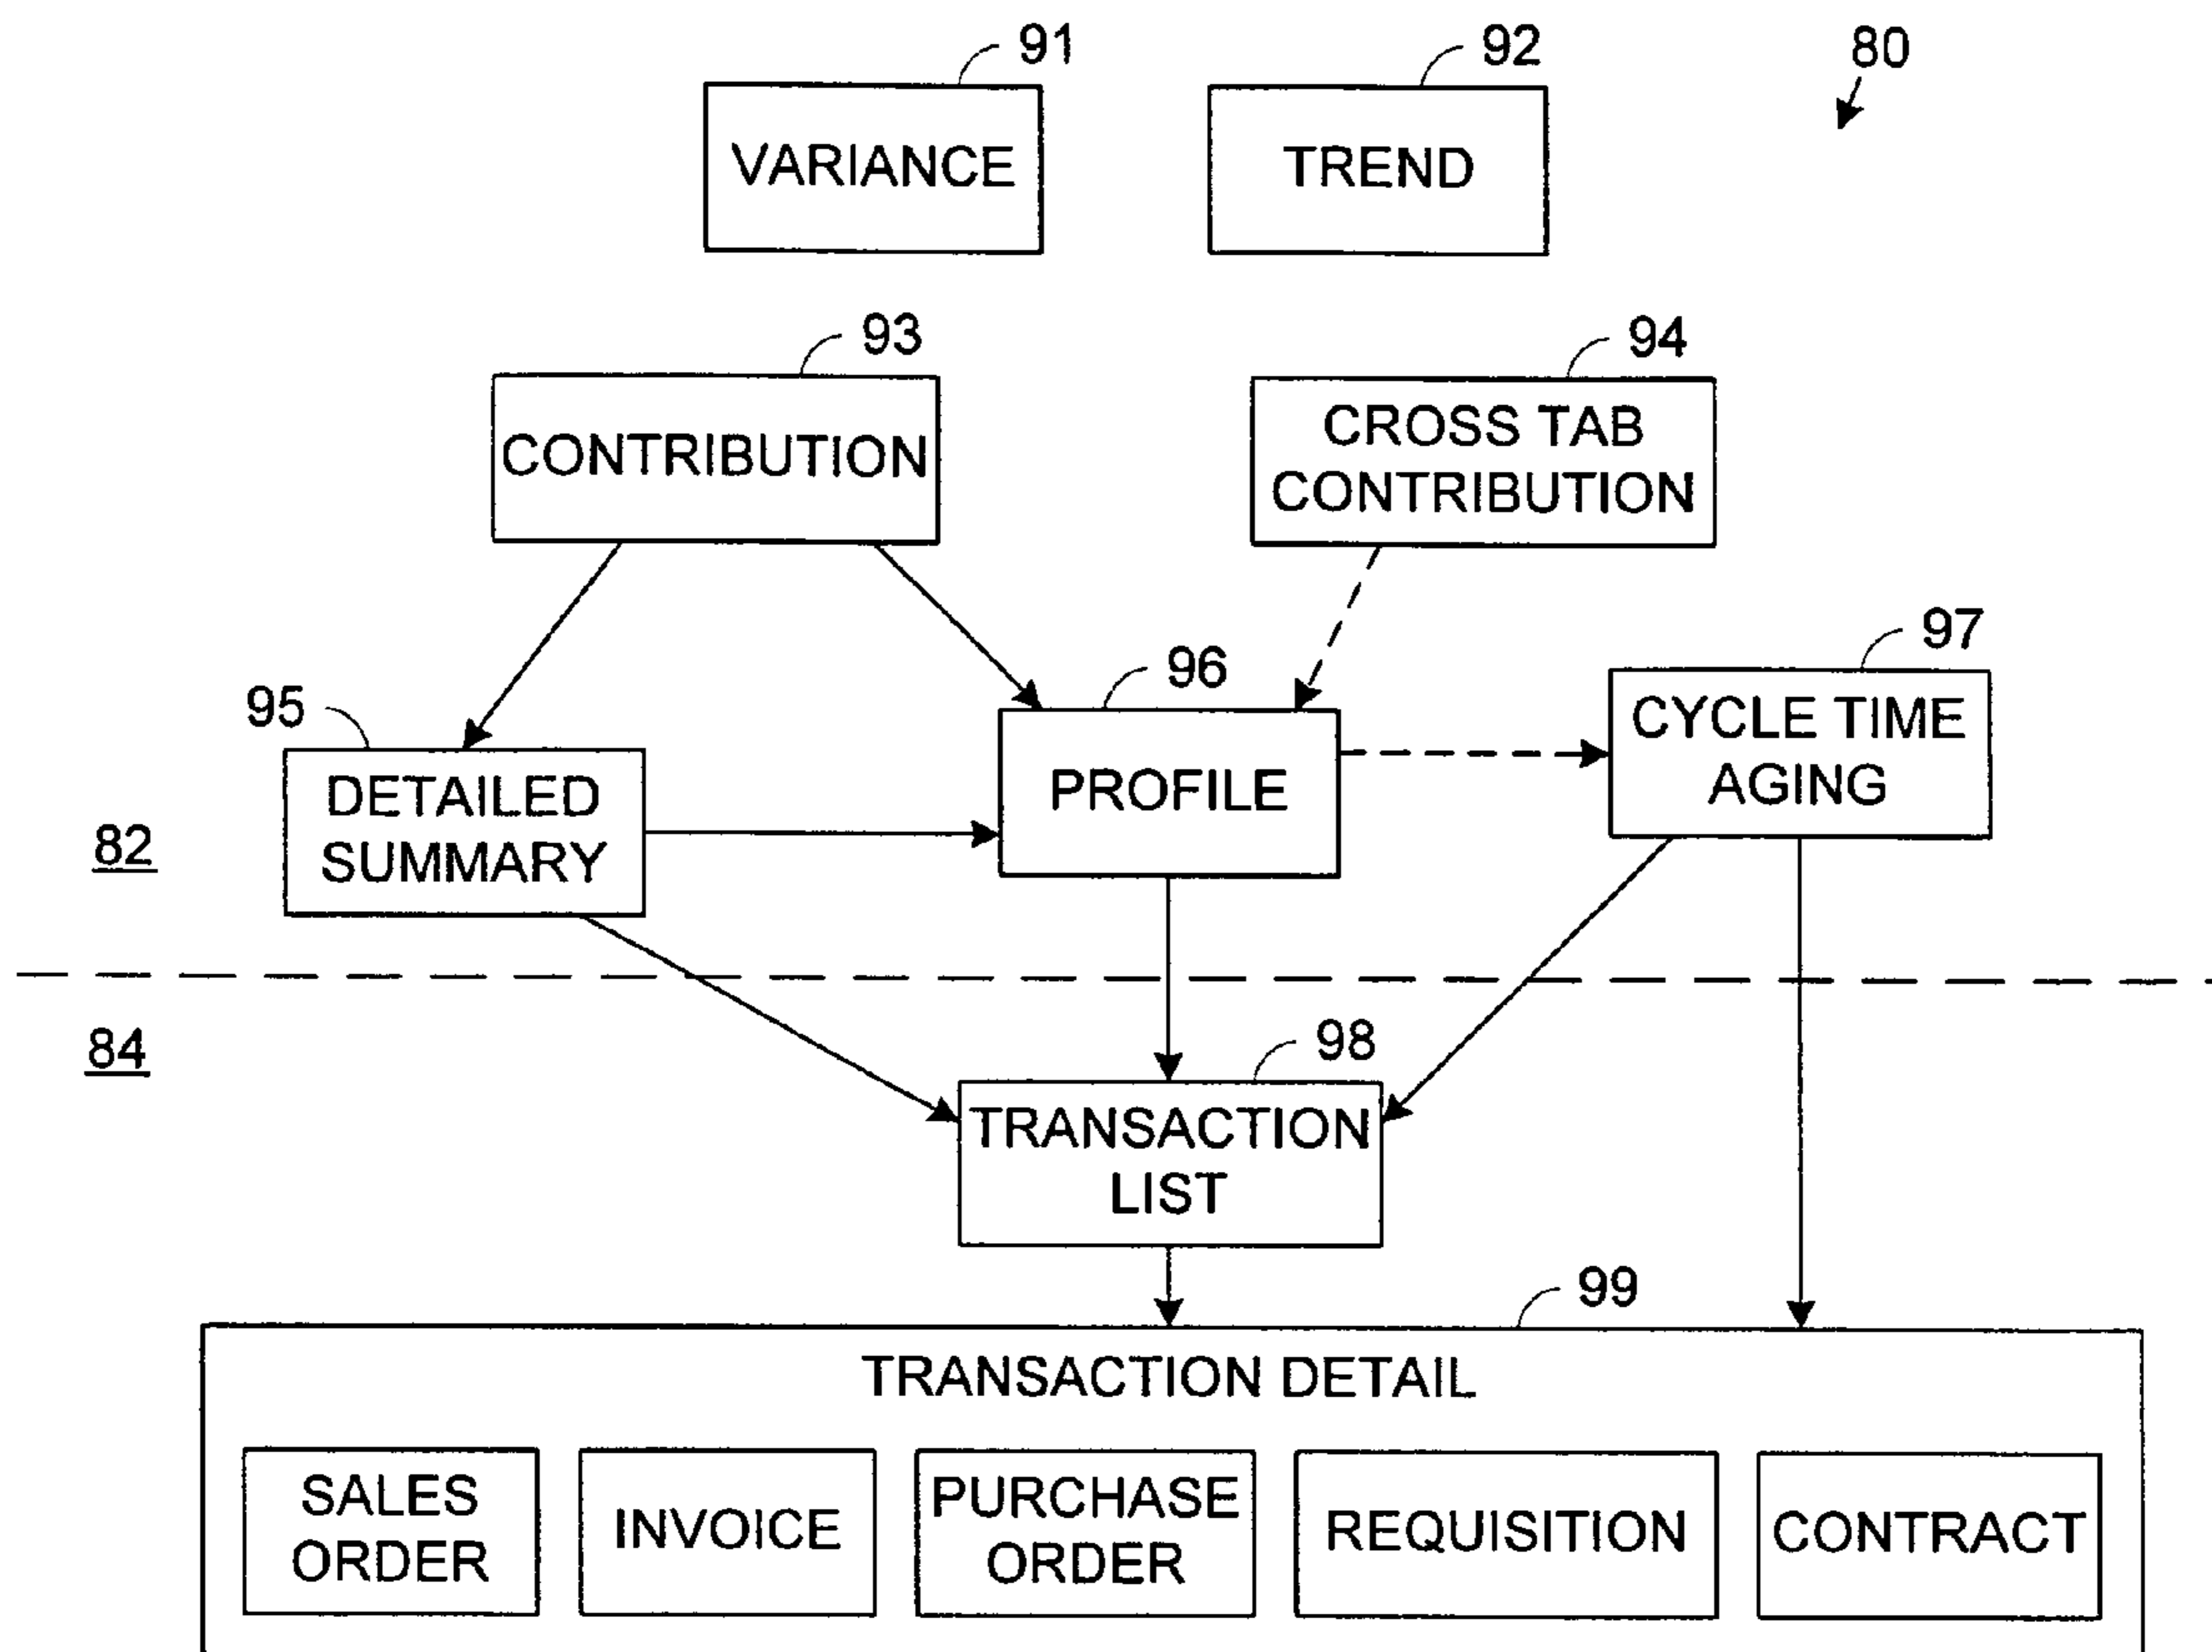 91
92
80
VARIANCE
TREND
93
94
CONTRIBUTION
CROSS TAB
CONTRIBUTION
97
96
95
CYCLE TIME
AGING
PROFILE
DETAILED
SUMMARY
82
84
98
TRANSACTION
LIST
99
TRANSACTION DETAIL
SALES
ORDER
INVOICE
PURCHASE
ORDER
REQUISITION
CONTRACT